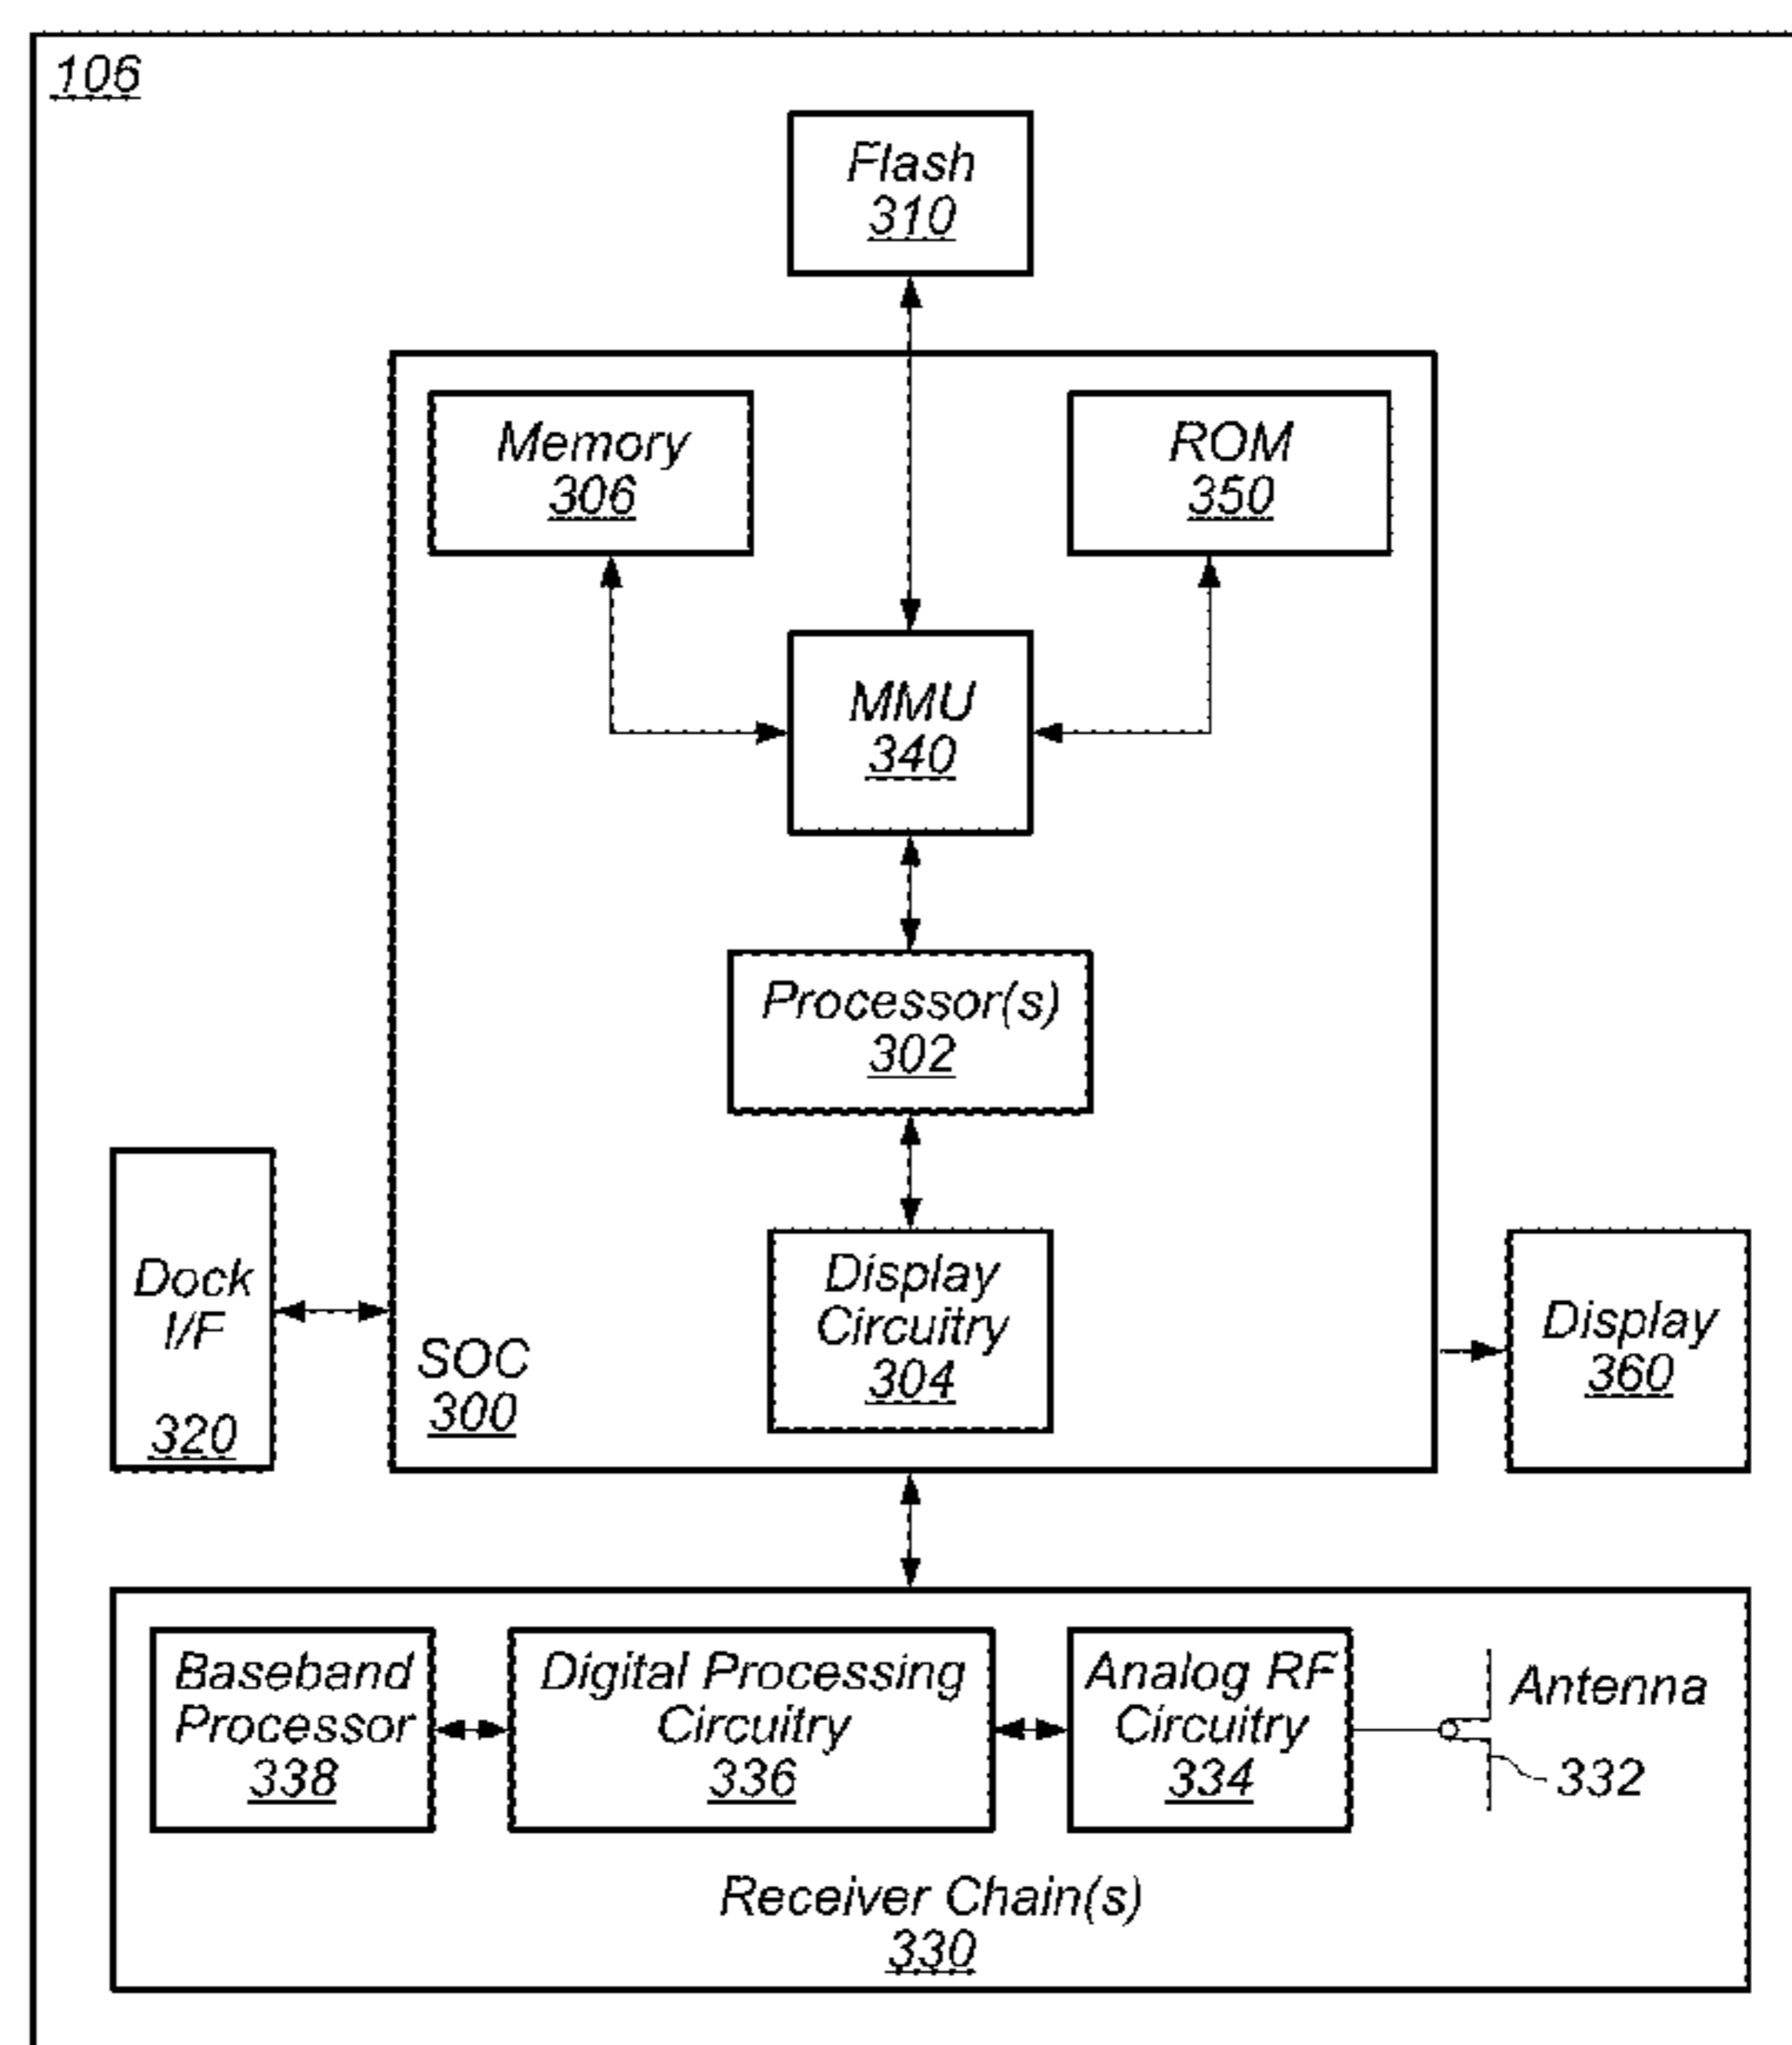 106
Flash
310
Memory
306
ROM
350
MMU
340
Processor(s)
302
Display
Circuitry
304
Dock
I/F
320
SOC
300
Display
360
Baseband
Processor
338
Digital Processing
Circuitry
336
Analog RF
Circuitry
334
Antenna
332
Receiver Chain(s)
330